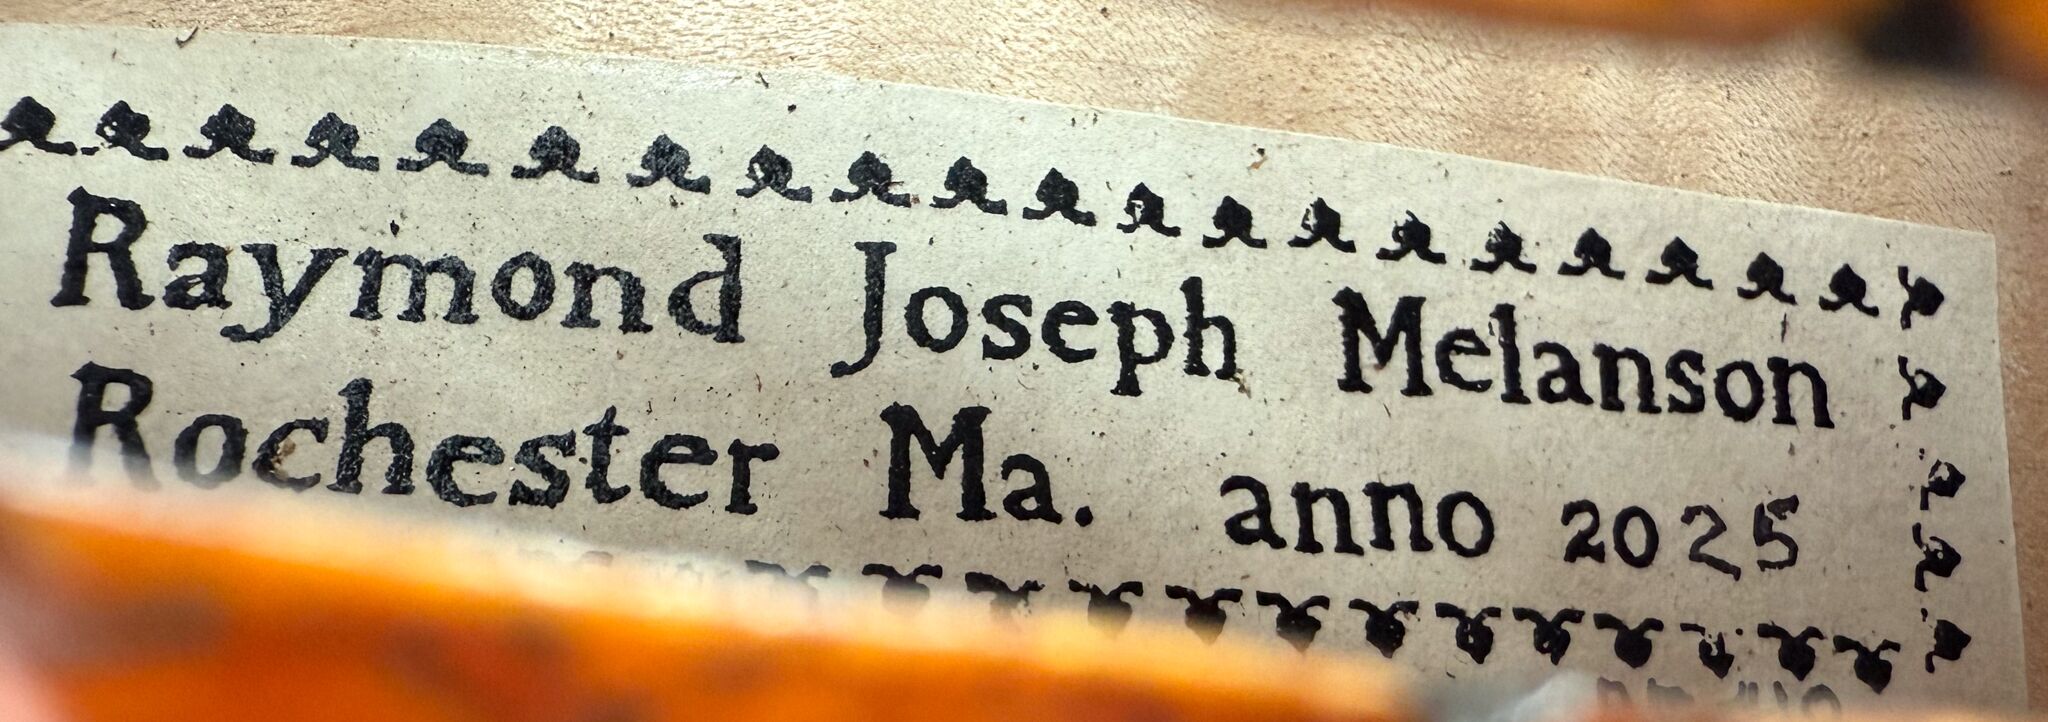 Raymond Joseph Melanson
Rochester Ma. anno 2025